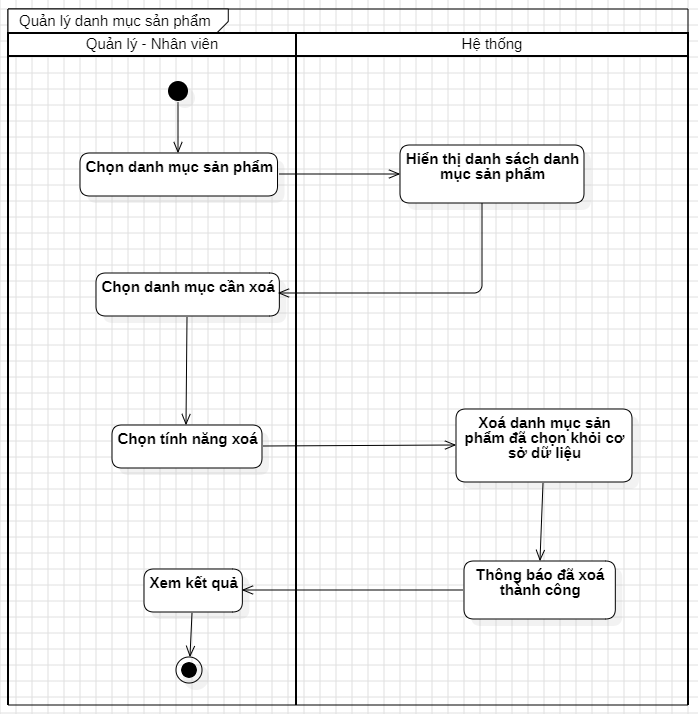 Quản lý danh mục sản phẩm
Quản lý - Nhân viên
Hệ thống
Chọn danh mục sản phẩm
Hiển thị danh sách danh
mục sản phẩm
Chọn danh mục cần xoá
Chọn tính năng xoá
Xoá danh mục sản
phẩm đã chọn khỏi cơ
sở dữ liệu
Thông báo đã xoá
thành công
Xem kết quả